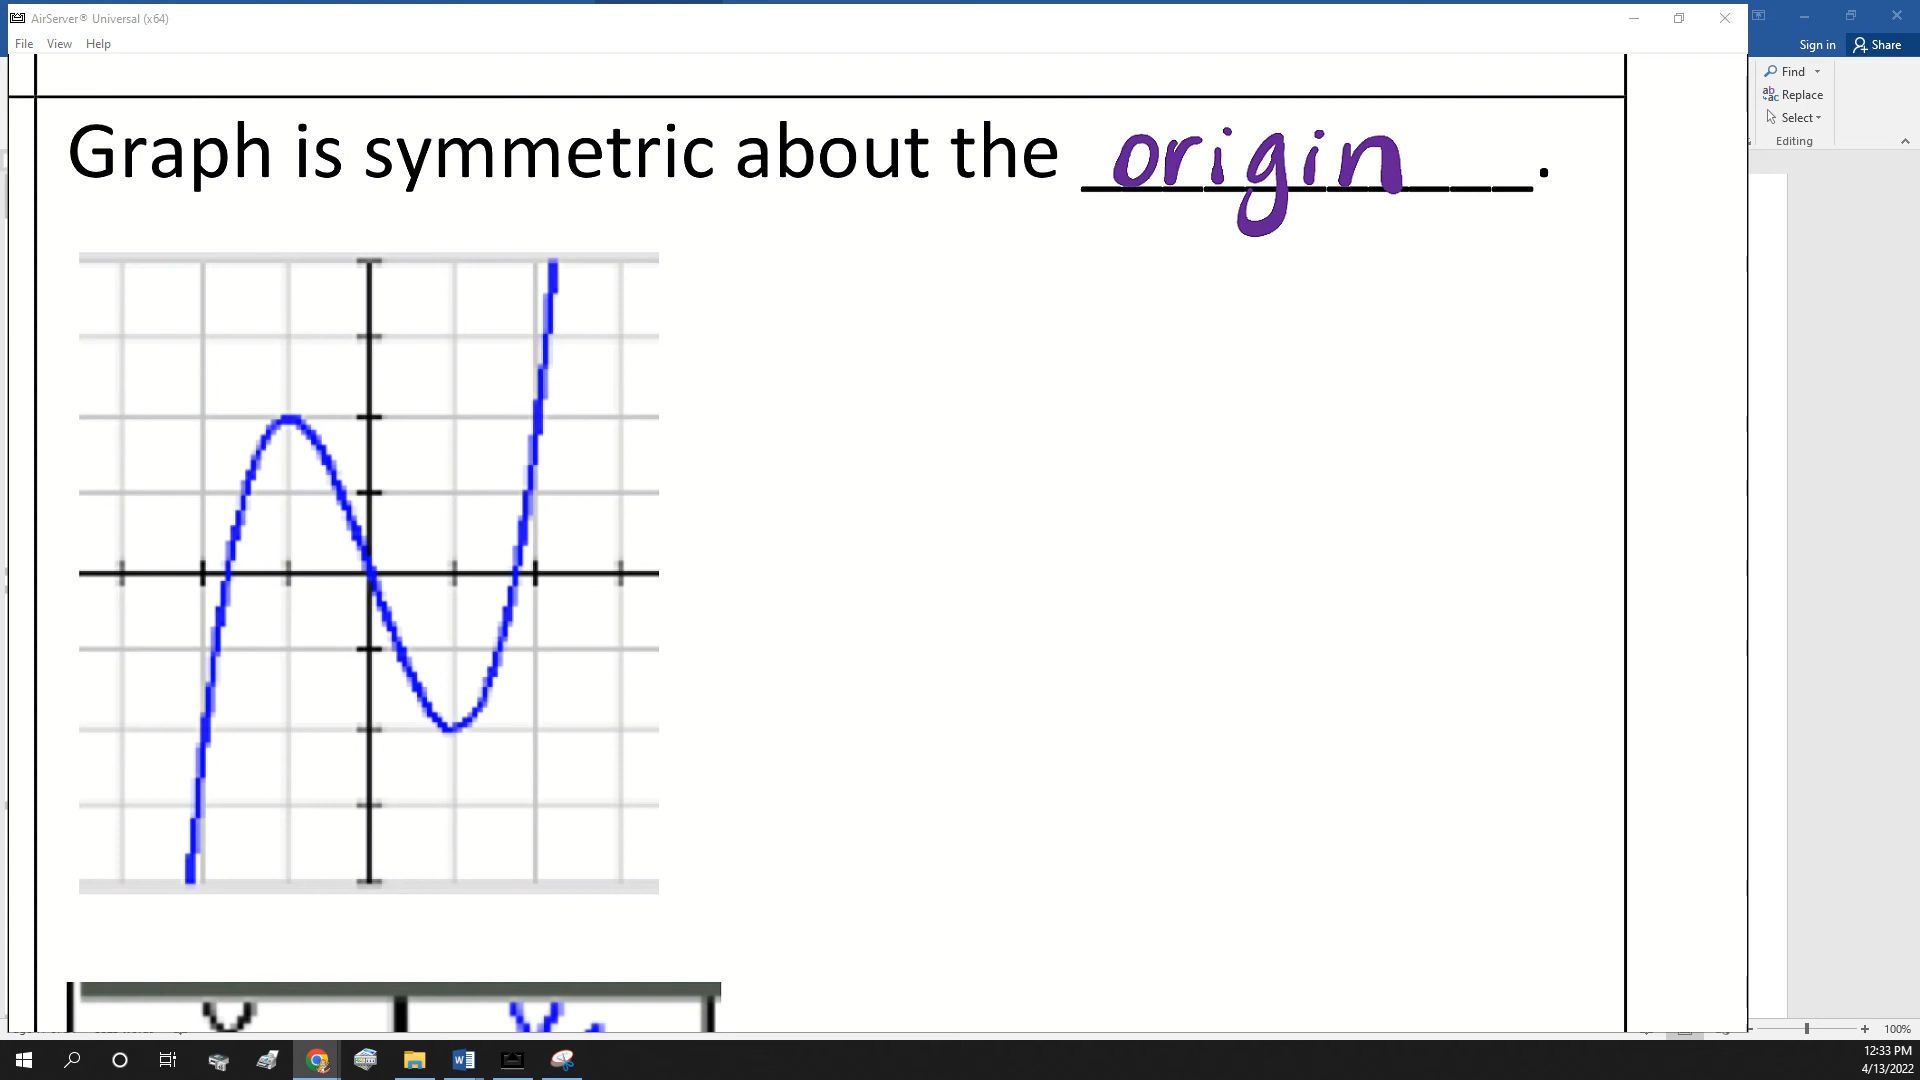 AirServer® Universal (x64)
File View Help
Sign in Share
Find
Replace
Select
Editing
Graph is symmetric about the origin.
100%
12:33 PM
4/13/2022